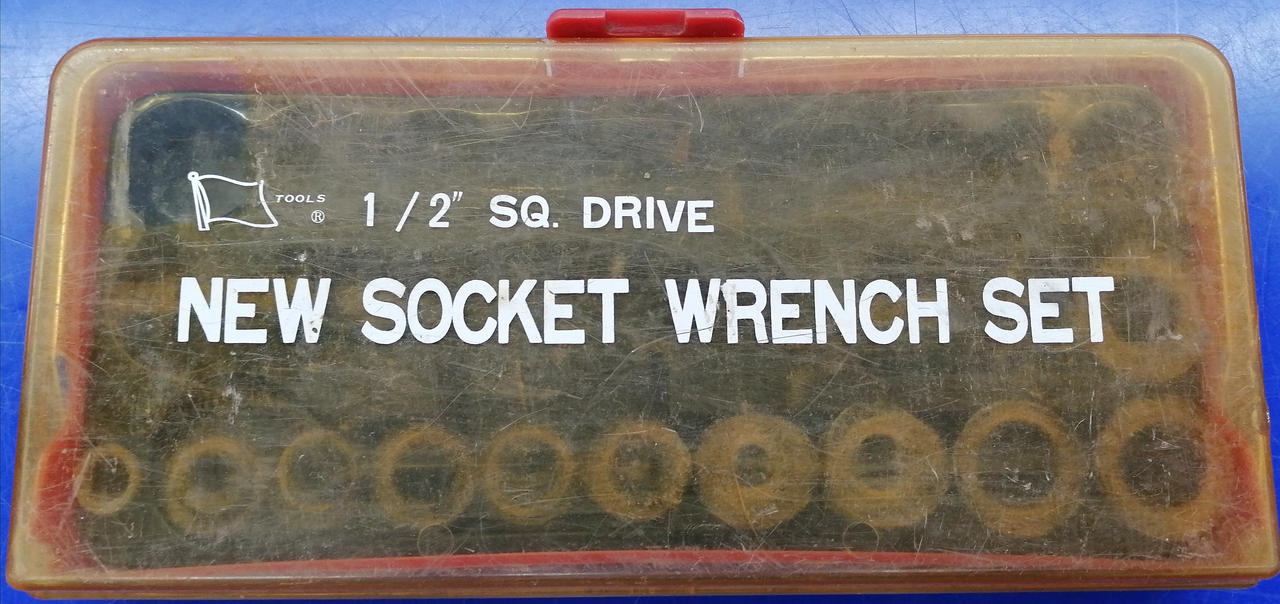 TOOLS
® 1/2" SQ. DRIVE
NEW SOCKET WRENCH SET